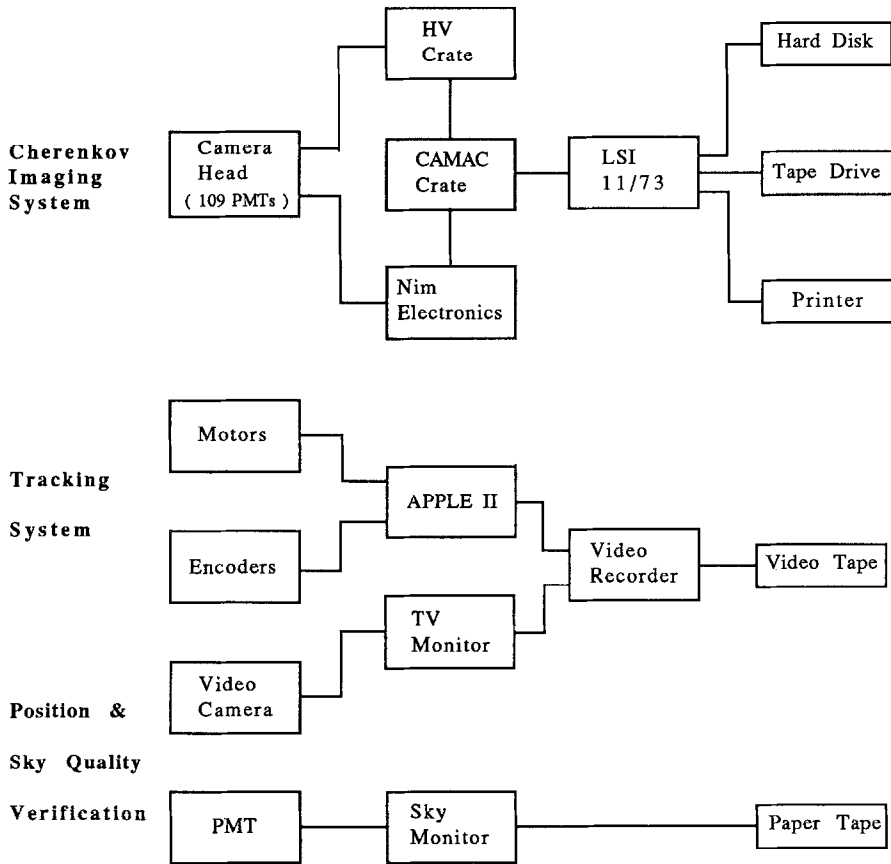 HV
Crate
Hard Disk
Cherenkov
Imaging
System
Camera
Head
( 109 PMTs )
CAMAC
Crate
LSI
11/73
Tape Drive
Nim
Electronics
Printer
Motors
Tracking
System
APPLE II
Encoders
Video
Recorder
Video Tape
TV
Monitor
Video
Camera
Position &
Sky Quality
Verification
PMT
Sky
Monitor
Paper Tape